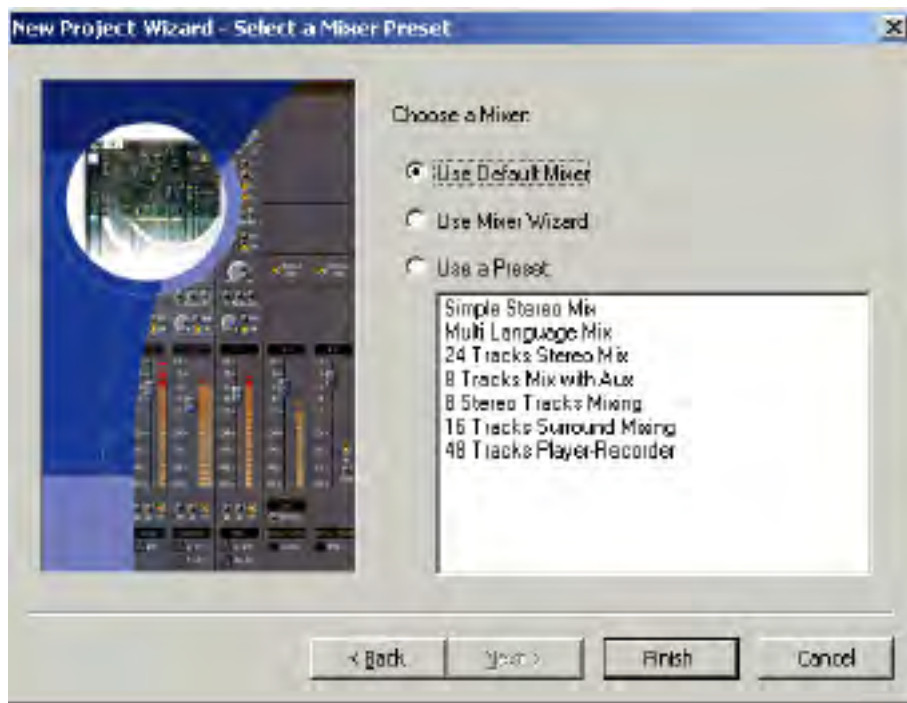 New Project Wizard - Select a Mixer Preset
Choose a Mixer:
Use Default Mixer
Use Mixer Wizard
Use a Preset:
Simple Stereo Mix
Multi Language Mix
24 Tracks Stereo Mix
8 Tracks Mix with Aux
8 Stereo Tracks Mixing
16 Tracks Surround Mixing
48 Tracks Player-Recorder
< Back
Next >
Finish
Cancel